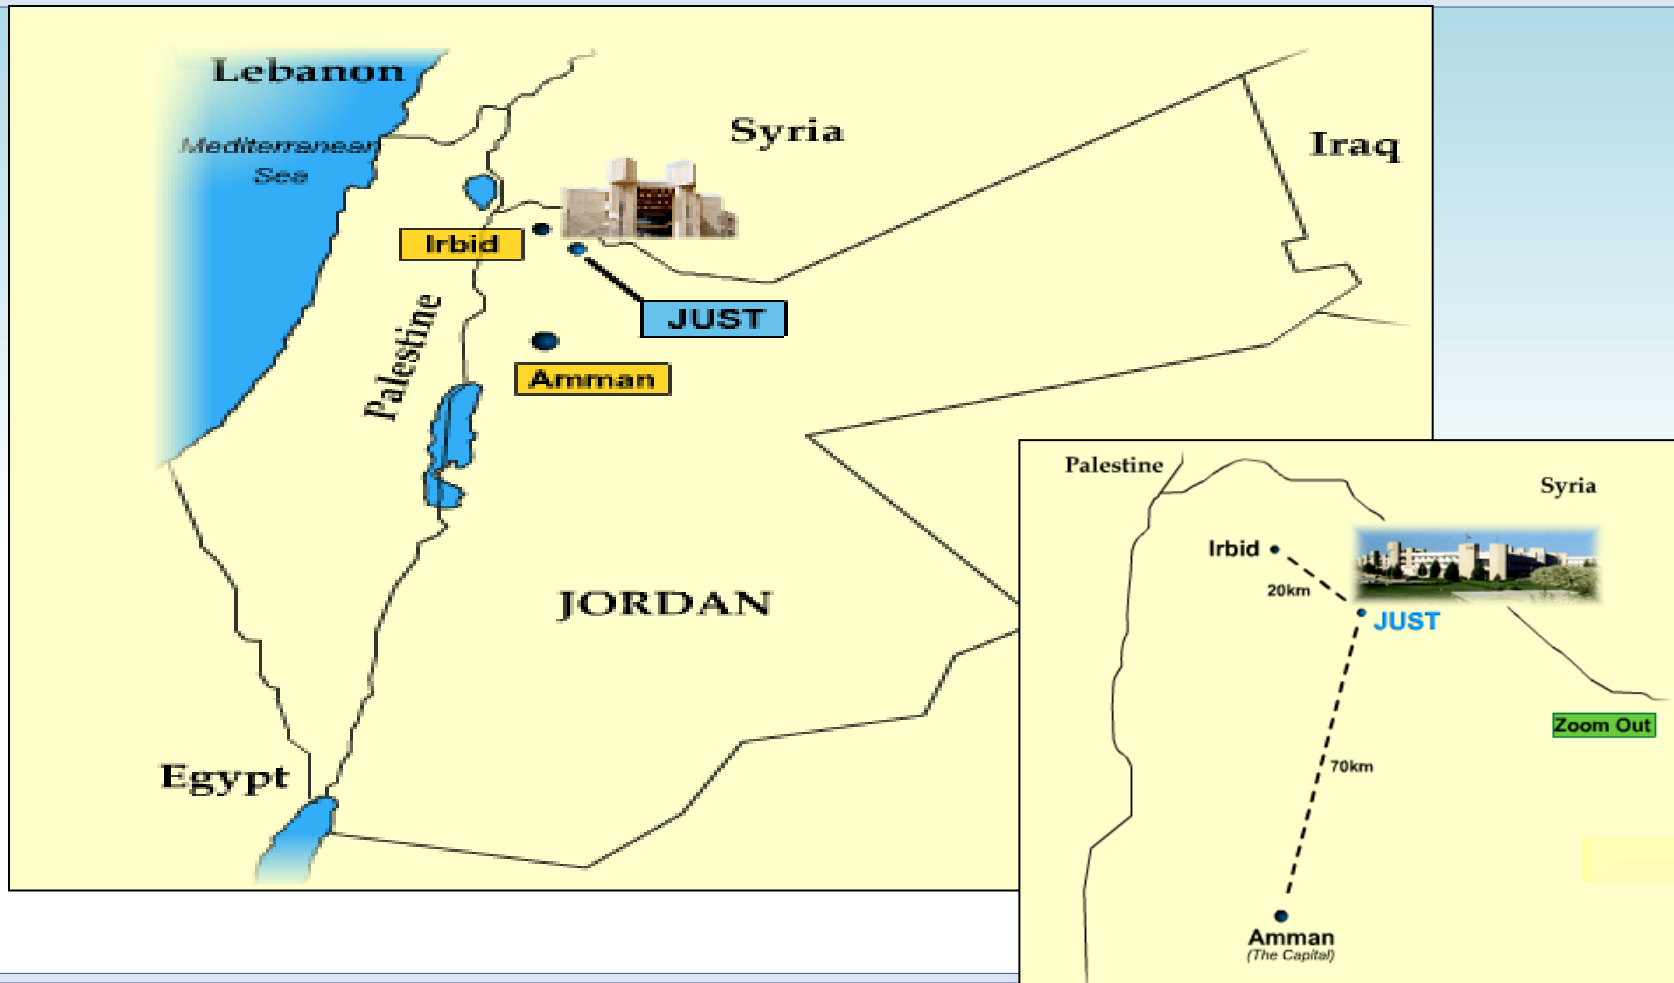 Lebanon
Mediterranean
Sea
Syria
Iraq
Irbid
JUST
Palestine
Amman
JORDAN
Egypt
Palestine
Syria
Irbid
20km
JUST
Zoom Out
70km
Amman
(The Capital)